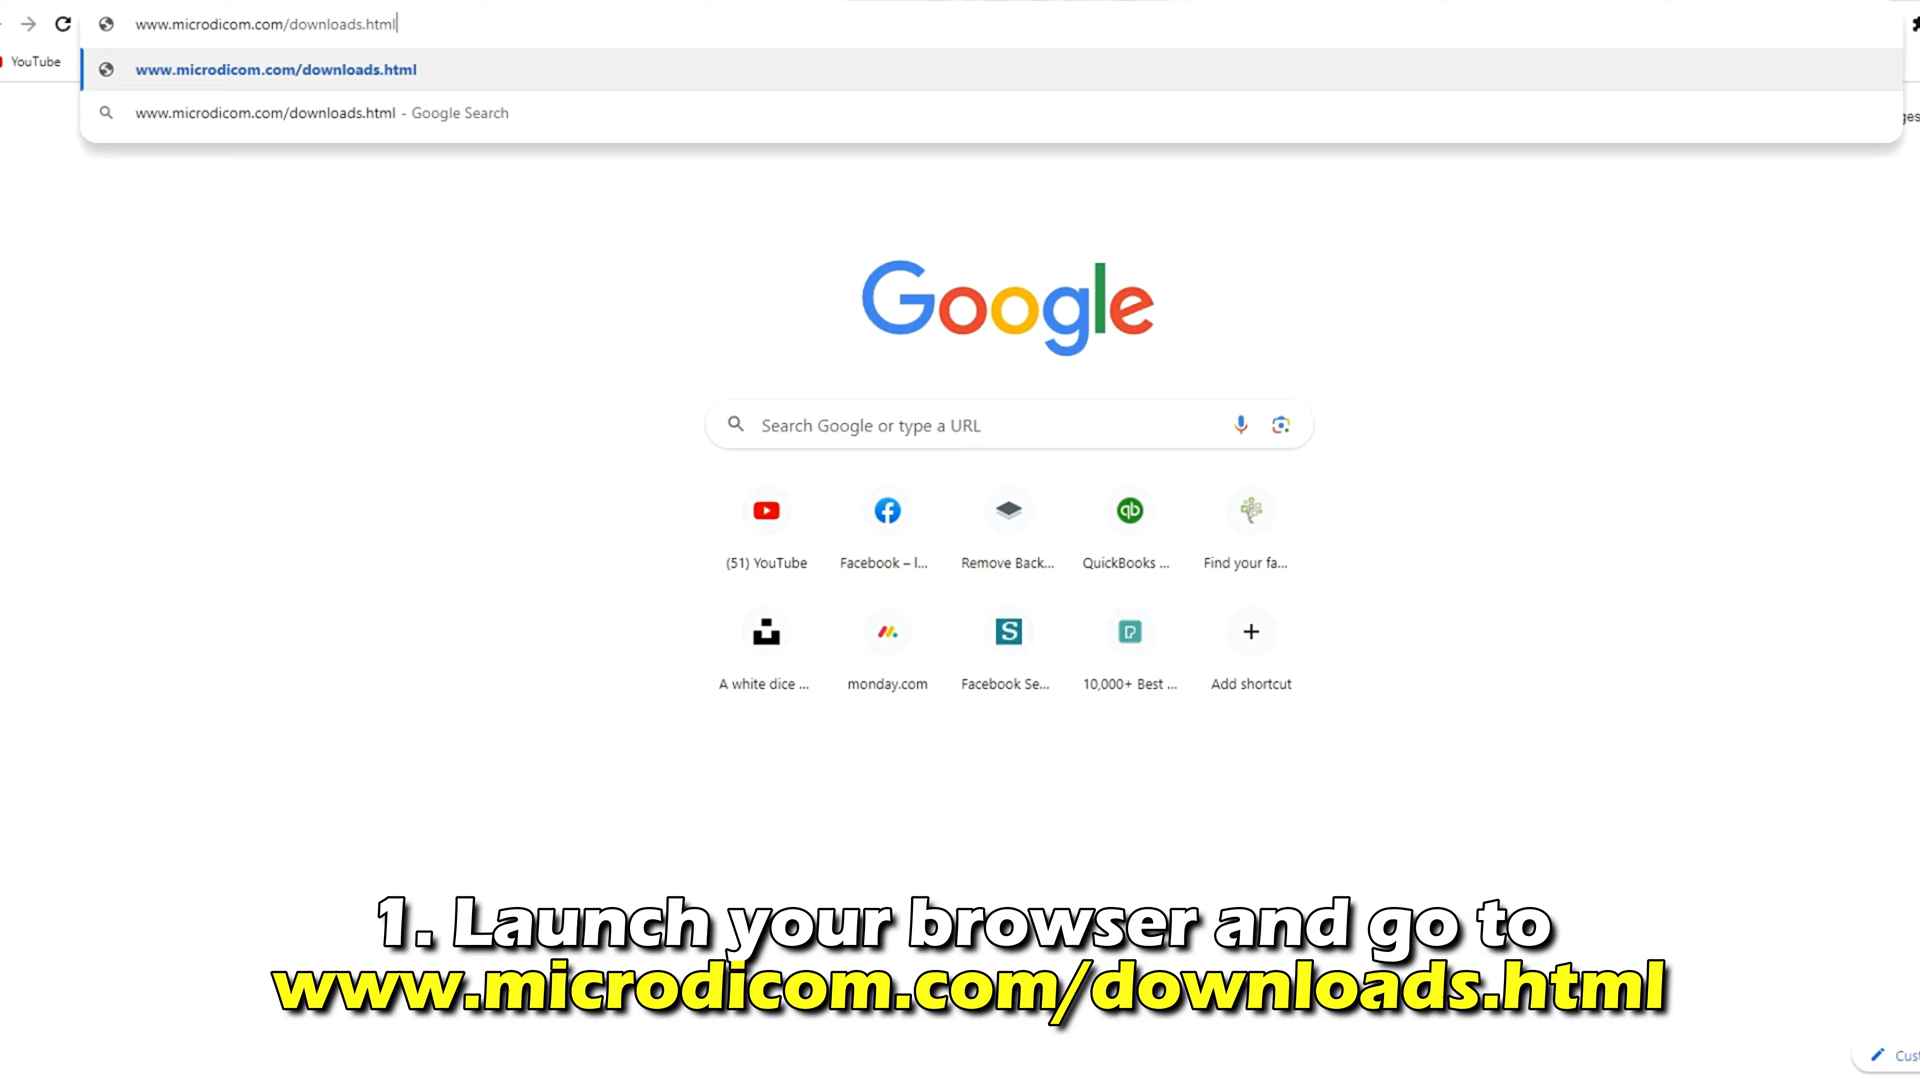 www.microdicom.com/downloads.html
YouTube
www.microdicom.com/downloads.html
www.microdicom.com/downloads.html - Google Search
Google
Search Google or type a URL
(51) YouTube
Facebook – l...
Remove Back...
QuickBooks ...
Find your fa...
A white dice ...
monday.com
Facebook Se...
10,000+ Best ...
Add shortcut
1. Launch your browser and go to
www.microdicom.com/downloads.html